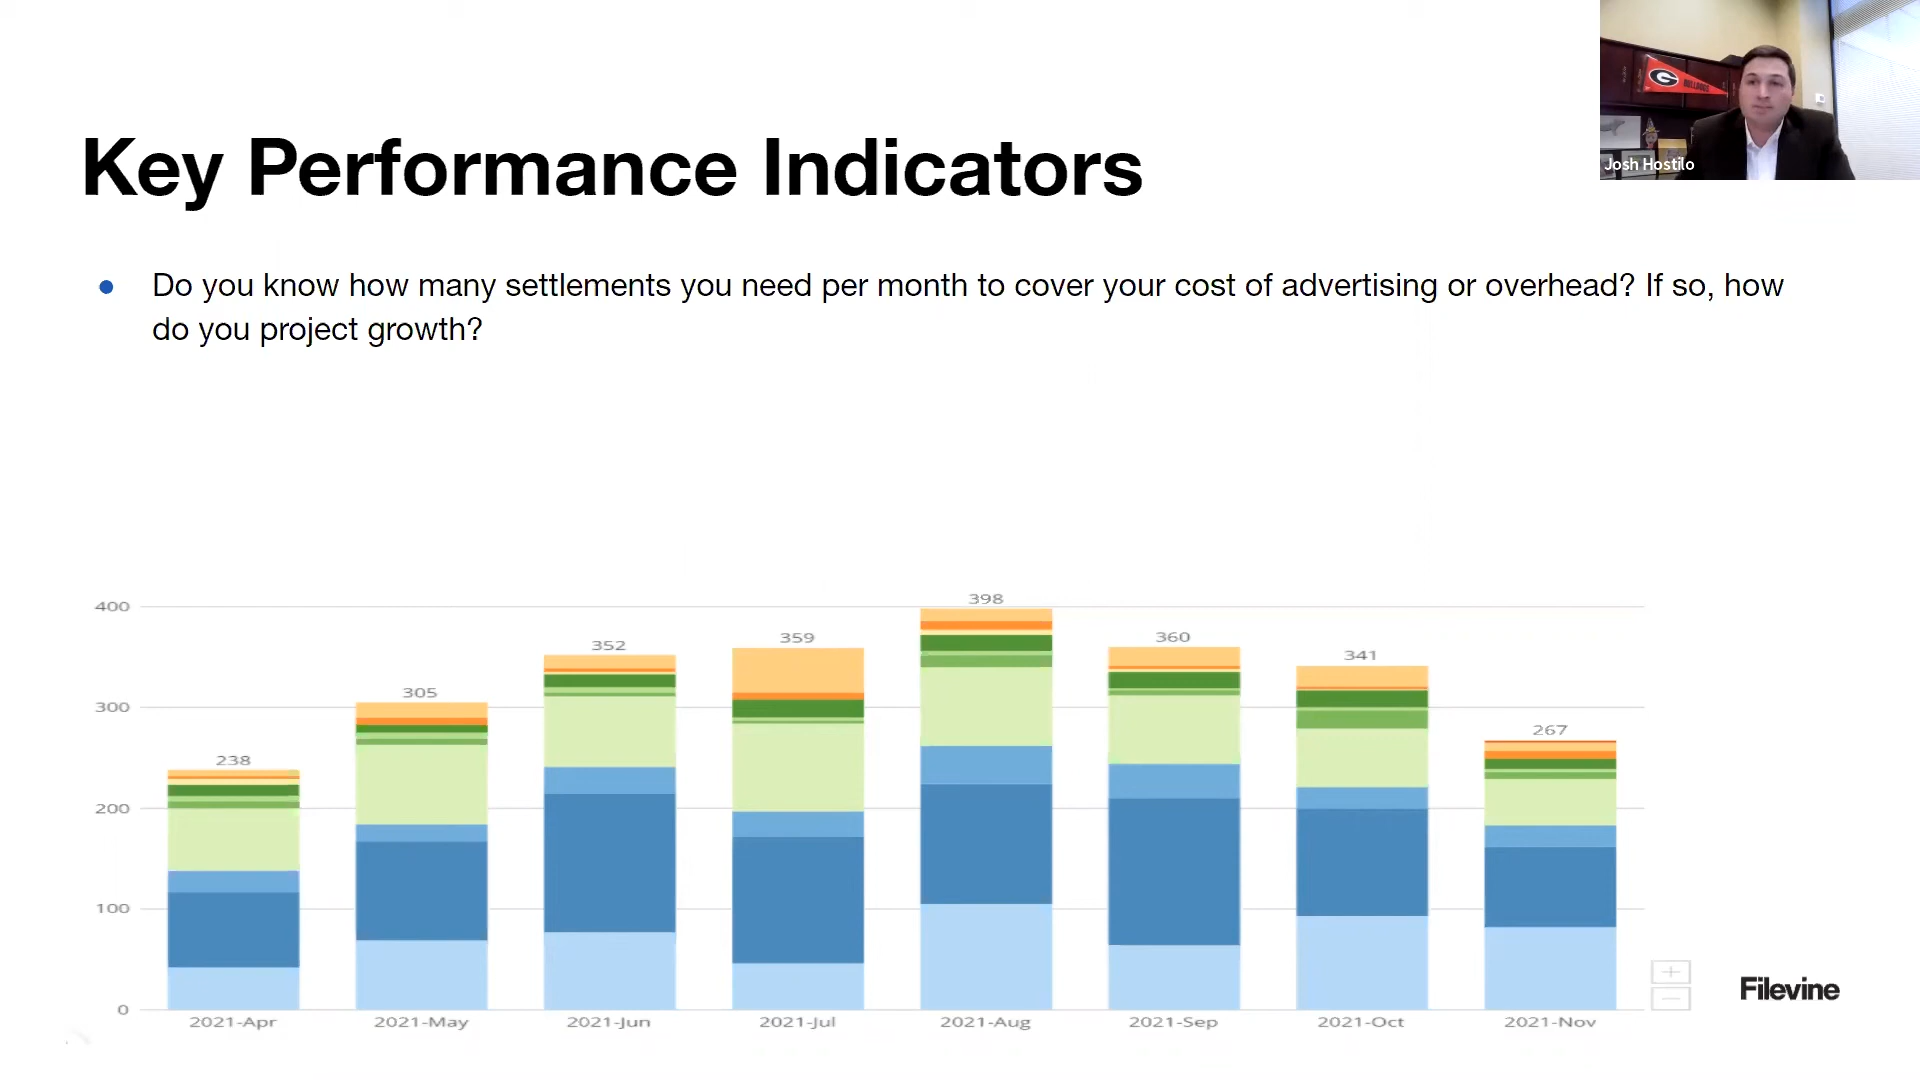 Key Performance Indicators
Do you know how many settlements you need per month to cover your cost of advertising or overhead? If so, how
do you project growth?
G BULLDOGS
Josh Hostilo
400
300
200
100
0
238
305
352
359
398
360
341
267
2021-Apr
2021-May
2021-Jun
2021-Jul
2021-Aug
2021-Sep
2021-Oct
2021-Nov
+
−
Filevine